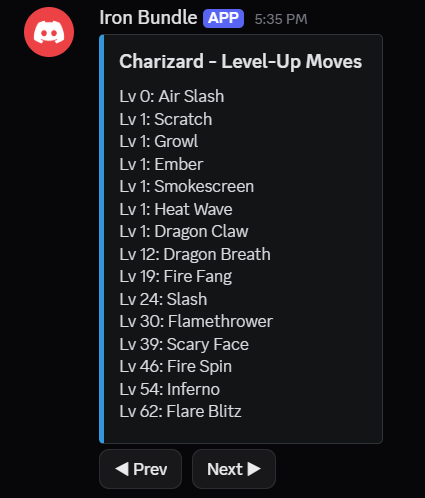 Iron Bundle APP 5:35 PM
Charizard - Level-Up Moves
Lv 0: Air Slash
Lv 1: Scratch
Lv 1: Growl
Lv 1: Ember
Lv 1: Smokescreen
Lv 1: Heat Wave
Lv 1: Dragon Claw
Lv 12: Dragon Breath
Lv 19: Fire Fang
Lv 24: Slash
Lv 30: Flamethrower
Lv 39: Scary Face
Lv 46: Fire Spin
Lv 54: Inferno
Lv 62: Flare Blitz
◀ Prev Next ▶